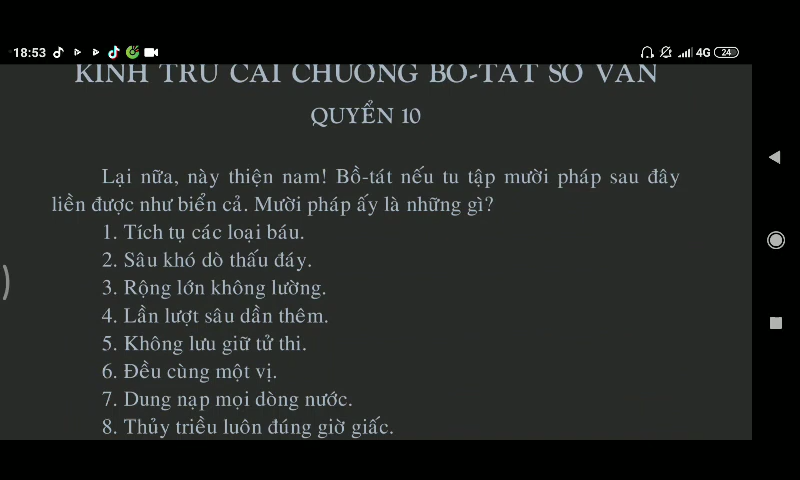 18:53
4G 24
KINH TRỪ CÁI CHƯỚNG BỒ-TÁT SỞ VẤN
QUYỂN 10
Lại nữa, này thiện nam! Bồ-tát nếu tu tập mười pháp sau đây
liền được như biển cả. Mười pháp ấy là những gì?
1. Tích tụ các loại báu.
2. Sâu khó dò thấu đáy.
3. Rộng lớn không lường.
4. Lần lượt sâu dần thêm.
5. Không lưu giữ tử thi.
6. Đều cùng một vị.
7. Dung nạp mọi dòng nước.
8. Thủy triều luôn đúng giờ giấc.